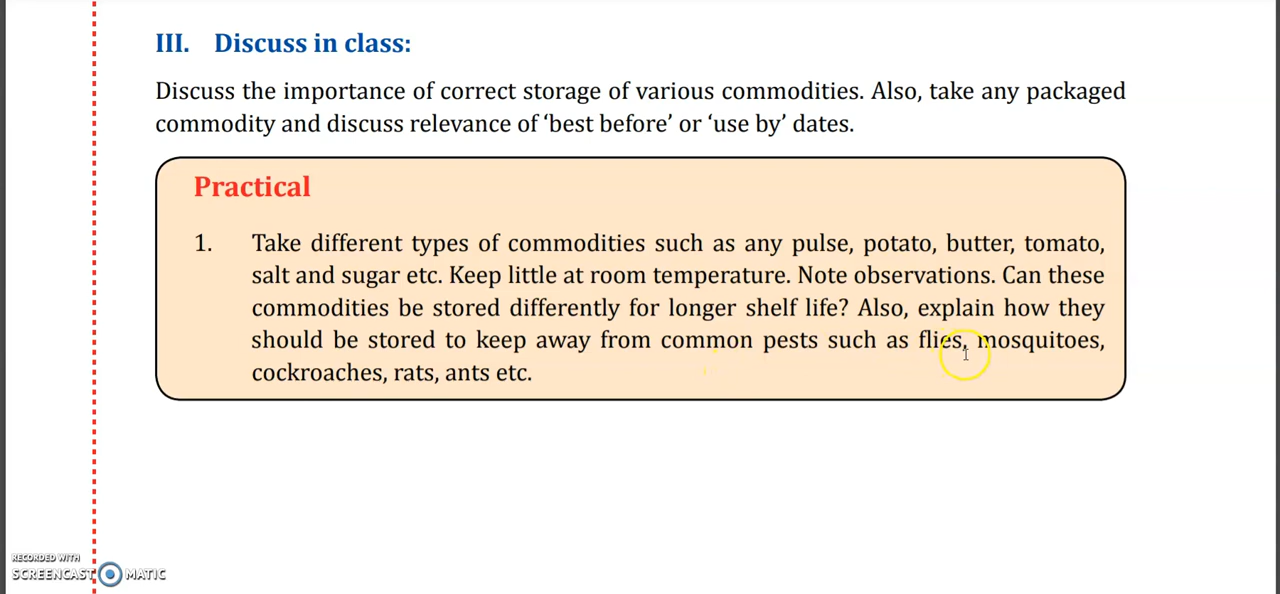 III. Discuss in class:
Discuss the importance of correct storage of various commodities. Also, take any packaged
commodity and discuss relevance of ‘best before’ or ‘use by’ dates.
Practical
1. Take different types of commodities such as any pulse, potato, butter, tomato,
salt and sugar etc. Keep little at room temperature. Note observations. Can these
commodities be stored differently for longer shelf life? Also, explain how they
should be stored to keep away from common pests such as flies, mosquitoes,
cockroaches, rats, ants etc.
RECORDED WITH
SCREENCAST MATIC